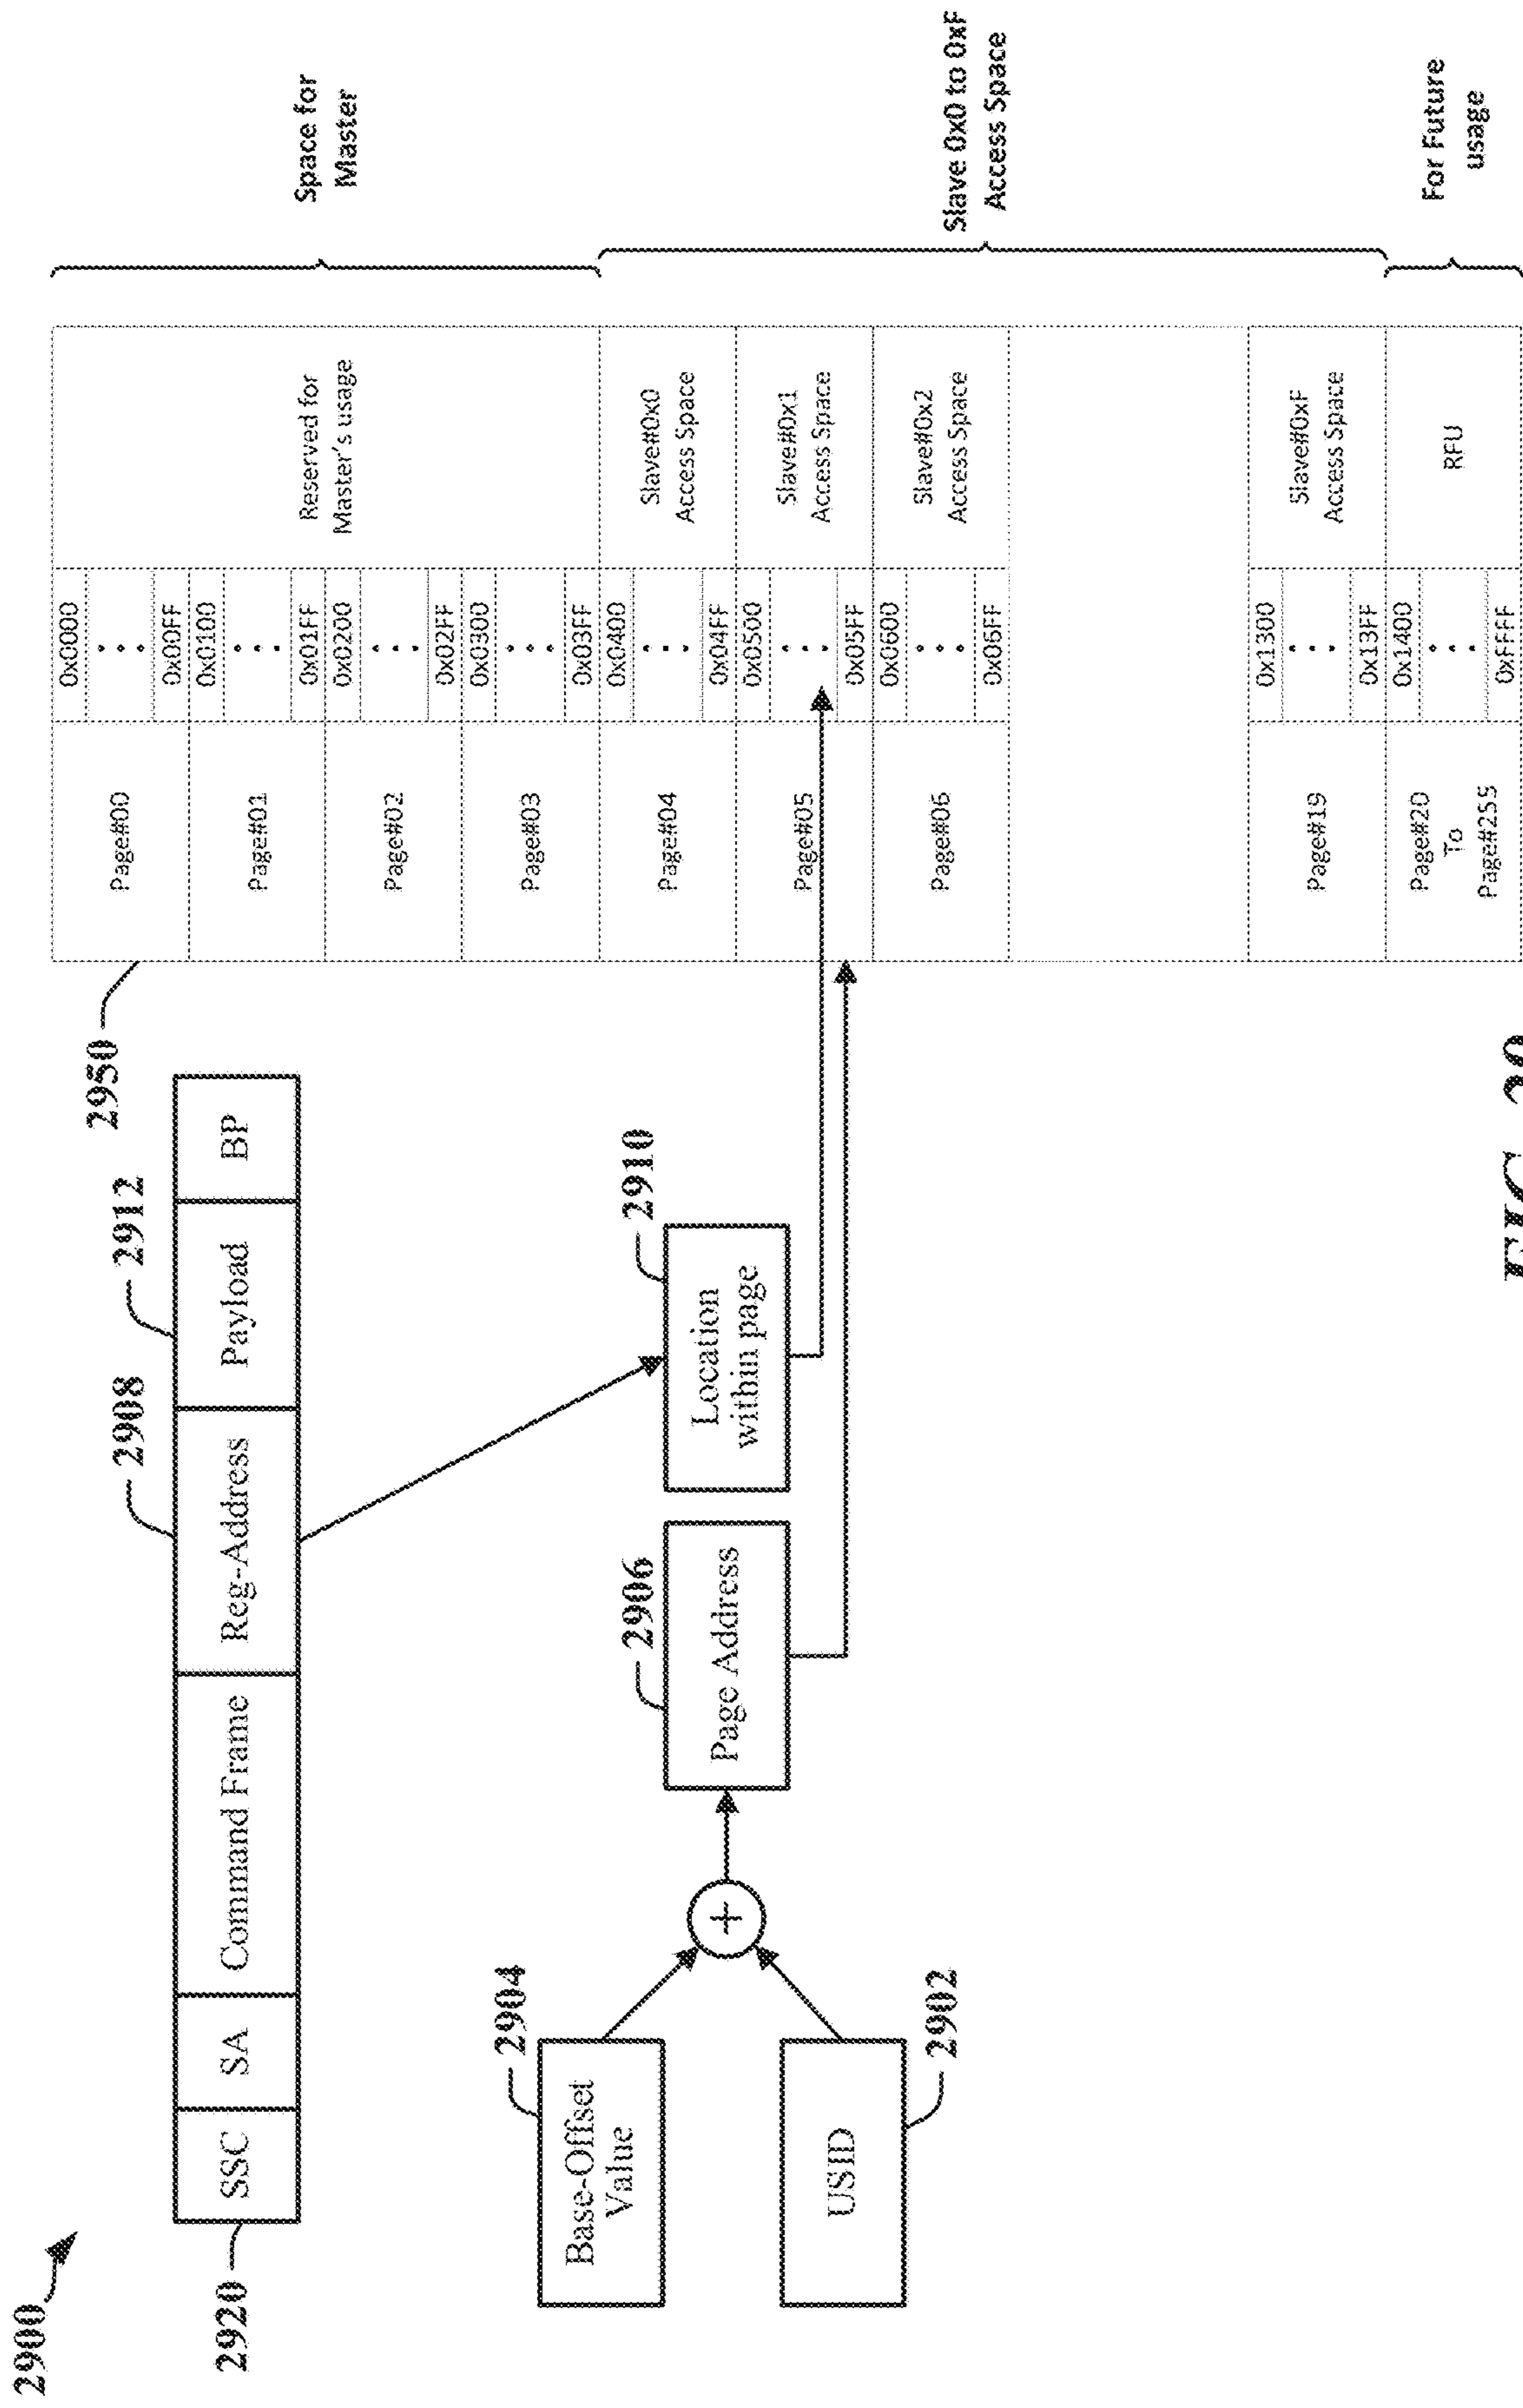 2900
2920
2908
2912
SSC
SA
Command Frame
Reg-Address
Payload
BP
2904
Base-Offset
Value
USID
2902
+
2906
Page Address
2910
Location
within page
2950
Page#00
0x0000
0x00FF
Page#01
0x0100
0x01FF
Page#02
0x0200
0x02FF
Page#03
0x0300
0x03FF
Reserved for
Master's usage
Page#04
0x0400
0x04FF
Slave#0x0
Access Space
Page#05
0x0500
0x05FF
Slave#0x1
Access Space
Page#06
0x0600
0x06FF
Slave#0x2
Access Space
Page#19
0x1300
0x13FF
Slave#0xF
Access Space
Page#20
To
Page#255
0x1400
0xFFFF
RFU
Space for
Master
Slave 0x0 to 0xF
Access Space
For Future
usage